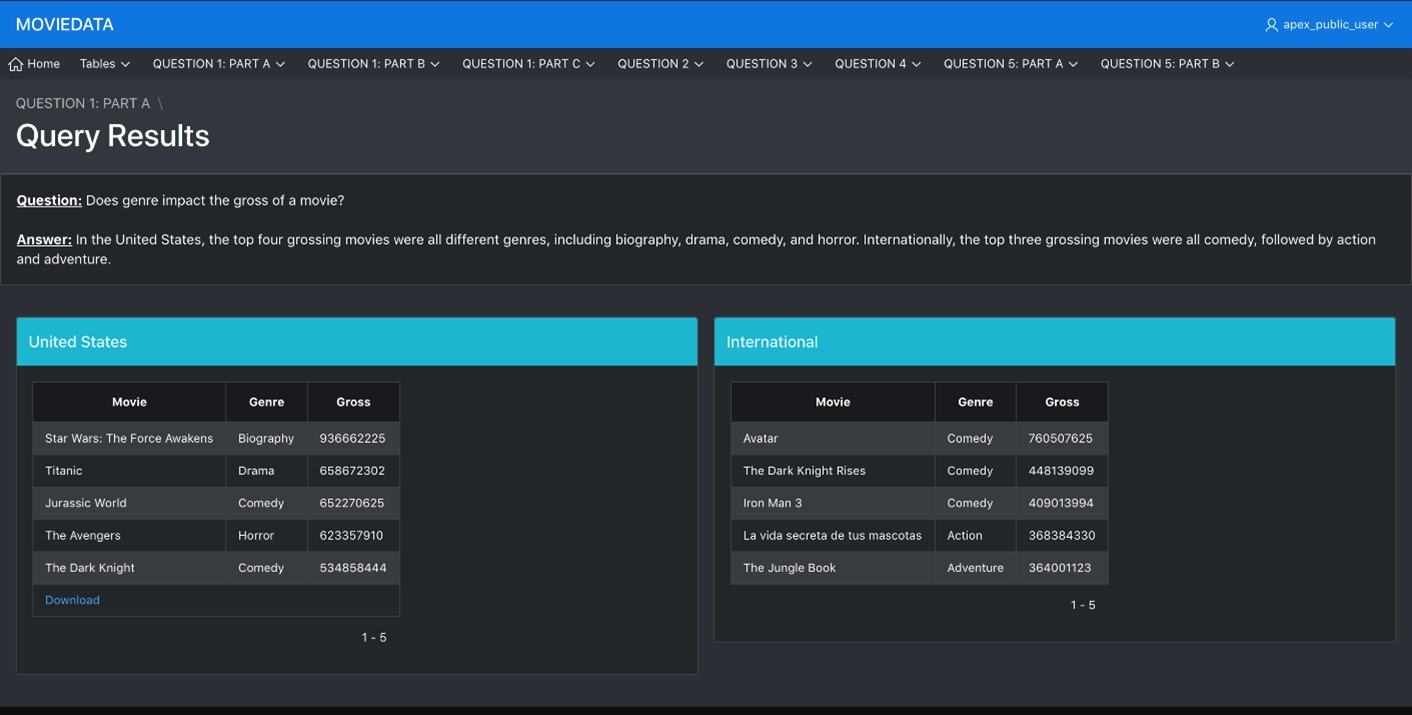 MOVIEDATA
apex_public_user
Home Tables QUESTION 1: PART A QUESTION 1: PART B QUESTION 1: PART C QUESTION 2 QUESTION 3 QUESTION 4 QUESTION 5: PART A QUESTION 5: PART B
QUESTION 1: PART A \
Query Results
Question: Does genre impact the gross of a movie?
Answer: In the United States, the top four grossing movies were all different genres, including biography, drama, comedy, and horror. Internationally, the top three grossing movies were all comedy, followed by action
and adventure.
United States
Movie Genre Gross
Star Wars: The Force Awakens Biography 936662225
Titanic Drama 658672302
Jurassic World Comedy 652270625
The Avengers Horror 623357910
The Dark Knight Comedy 534858444
Download
1 - 5
International
Movie Genre Gross
Avatar Comedy 760507625
The Dark Knight Rises Comedy 448139099
Iron Man 3 Comedy 409013994
La vida secreta de tus mascotas Action 368384330
The Jungle Book Adventure 364001123
1 - 5